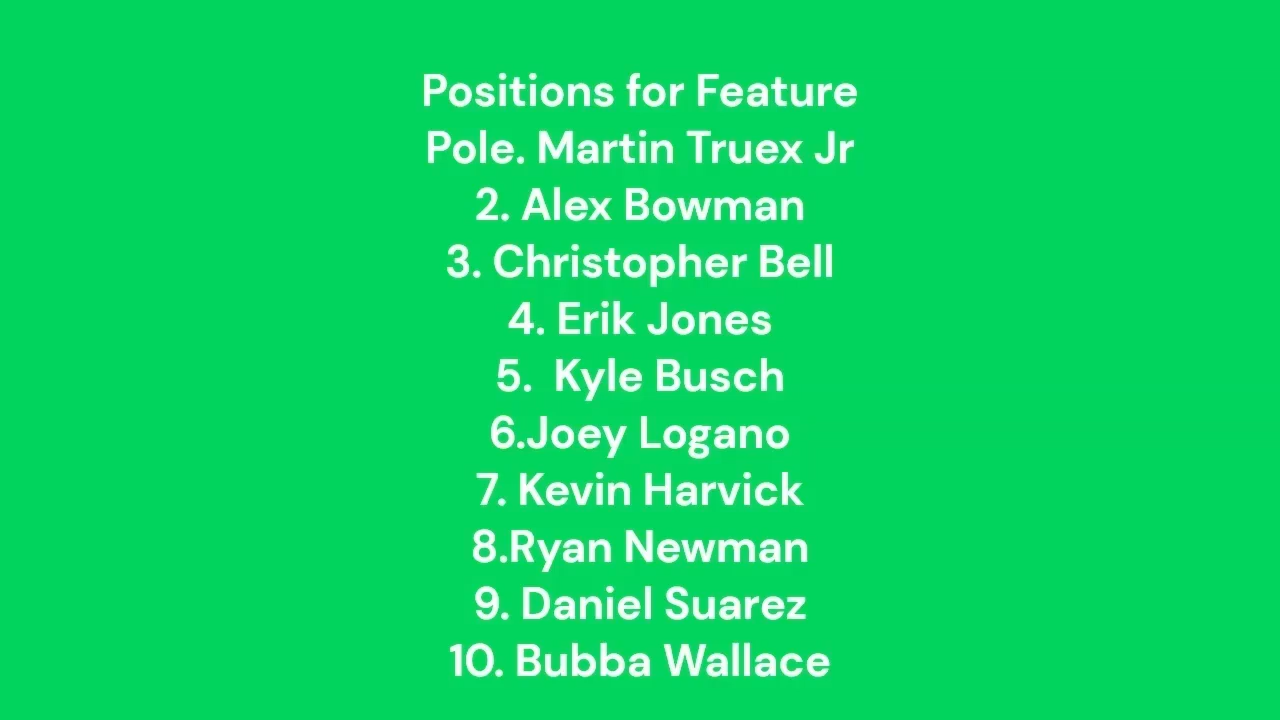 Positions for Feature
Pole. Martin Truex Jr
2. Alex Bowman
3. Christopher Bell
4. Erik Jones
5.  Kyle Busch
6.Joey Logano
7. Kevin Harvick
8.Ryan Newman
9. Daniel Suarez
10. Bubba Wallace